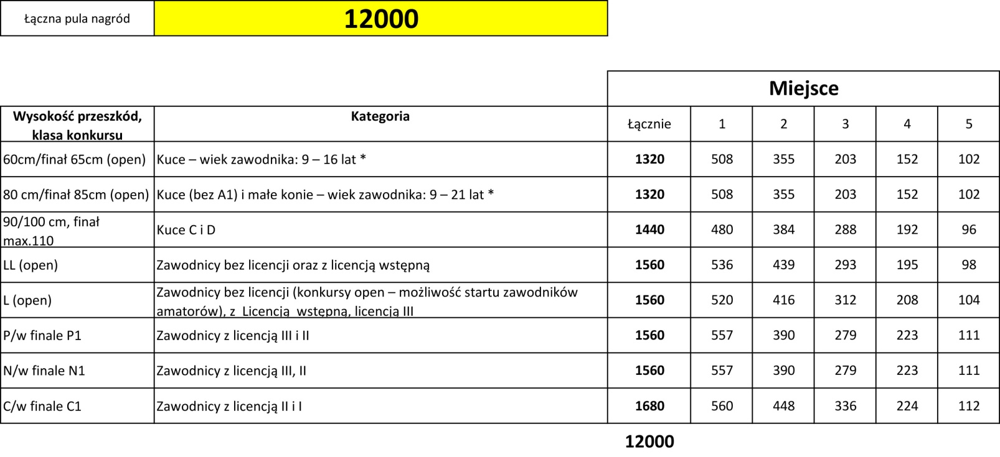 Łączna pula nagród 12000
Miejsce
Wysokość przeszkód, Kategoria Łącznie 1 2 3 4 5
klasa konkursu
60cm/finał 65cm (open) Kuce – wiek zawodnika: 9 – 16 lat * 1320 508 355 203 152 102
80 cm/finał 85cm (open) Kuce (bez A1) i małe konie – wiek zawodnika: 9 – 21 lat * 1320 508 355 203 152 102
90/100 cm, finał
max.110 Kuce C i D 1440 480 384 288 192 96
LL (open) Zawodnicy bez licencji oraz z licencją wstępną 1560 536 439 293 195 98
L (open) Zawodnicy bez licencji (konkursy open – możliwość startu zawodników
amatorów), z Licencją wstępną, licencją III 1560 520 416 312 208 104
P/w finale P1 Zawodnicy z licencją III i II 1560 557 390 279 223 111
N/w finale N1 Zawodnicy z licencją III, II 1560 557 390 279 223 111
C/w finale C1 Zawodnicy z licencją II i I 1680 560 448 336 224 112
12000